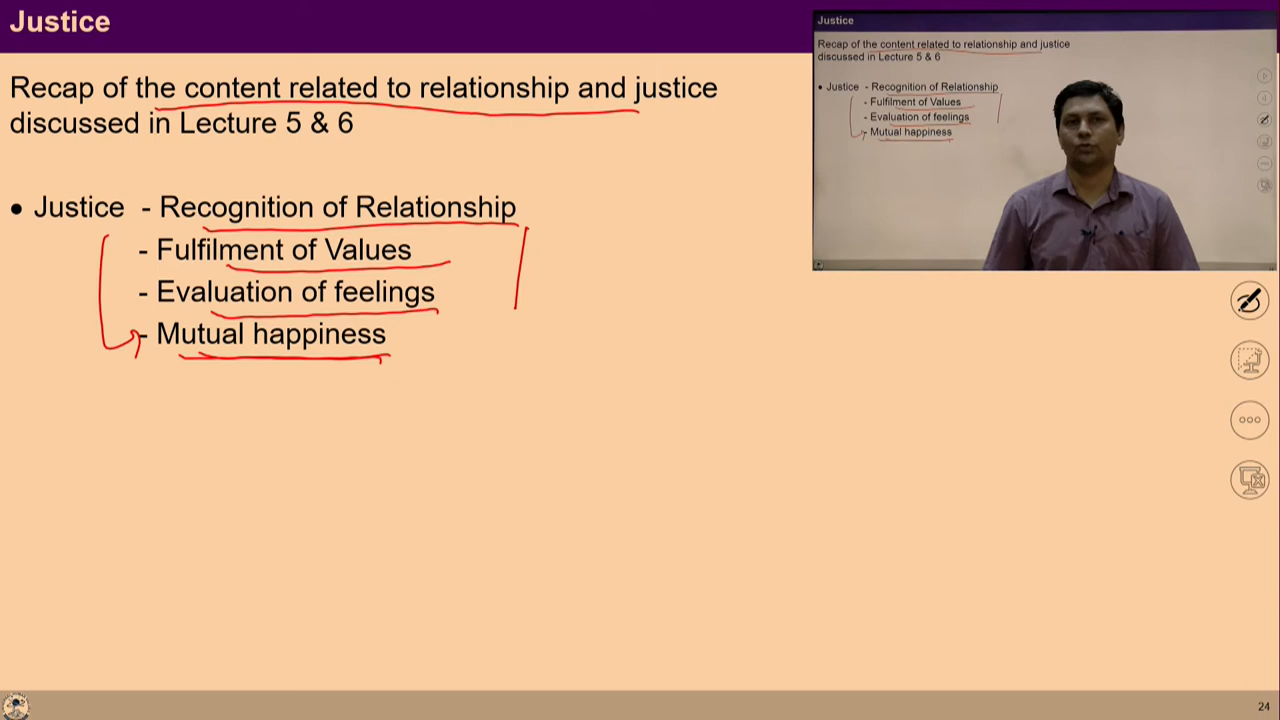 Justice
Recap of the content related to relationship and justice
discussed in Lecture 5 & 6
• Justice - Recognition of Relationship
- Fulfilment of Values
- Evaluation of feelings
- Mutual happiness
Justice
Recap of the content related to relationship and justice
discussed in Lecture 5 & 6
• Justice - Recognition of Relationship
- Fulfilment of Values
- Evaluation of feelings
- Mutual happiness
24